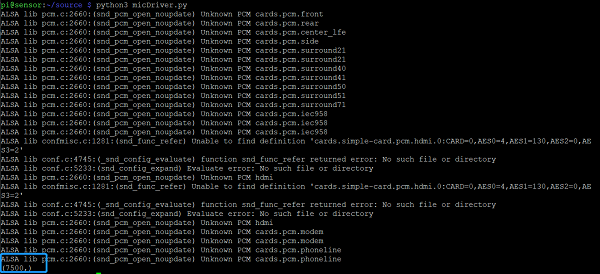 pi@sensor:~/source $ python3 micDriver.py
ALSA lib pcm.c:2660:(snd_pcm_open_noupdate) Unknown PCM cards.pcm.front
ALSA lib pcm.c:2660:(snd_pcm_open_noupdate) Unknown PCM cards.pcm.rear
ALSA lib pcm.c:2660:(snd_pcm_open_noupdate) Unknown PCM cards.pcm.center_lfe
ALSA lib pcm.c:2660:(snd_pcm_open_noupdate) Unknown PCM cards.pcm.side
ALSA lib pcm.c:2660:(snd_pcm_open_noupdate) Unknown PCM cards.pcm.surround21
ALSA lib pcm.c:2660:(snd_pcm_open_noupdate) Unknown PCM cards.pcm.surround21
ALSA lib pcm.c:2660:(snd_pcm_open_noupdate) Unknown PCM cards.pcm.surround40
ALSA lib pcm.c:2660:(snd_pcm_open_noupdate) Unknown PCM cards.pcm.surround41
ALSA lib pcm.c:2660:(snd_pcm_open_noupdate) Unknown PCM cards.pcm.surround50
ALSA lib pcm.c:2660:(snd_pcm_open_noupdate) Unknown PCM cards.pcm.surround51
ALSA lib pcm.c:2660:(snd_pcm_open_noupdate) Unknown PCM cards.pcm.surround71
ALSA lib pcm.c:2660:(snd_pcm_open_noupdate) Unknown PCM cards.pcm.iec958
ALSA lib pcm.c:2660:(snd_pcm_open_noupdate) Unknown PCM cards.pcm.iec958
ALSA lib pcm.c:2660:(snd_pcm_open_noupdate) Unknown PCM cards.pcm.iec958
ALSA lib confmisc.c:1281:(snd_func_refer) Unable to find definition 'cards.simple-card.pcm.hdmi.0:CARD=0,AES0=4,AES1=130,AES2=0,AE
S3=2'
ALSA lib conf.c:4745:(_snd_config_evaluate) function snd_func_refer returned error: No such file or directory
ALSA lib conf.c:5233:(snd_config_expand) Evaluate error: No such file or directory
ALSA lib pcm.c:2660:(snd_pcm_open_noupdate) Unknown PCM hdmi
ALSA lib confmisc.c:1281:(snd_func_refer) Unable to find definition 'cards.simple-card.pcm.hdmi.0:CARD=0,AES0=4,AES1=130,AES2=0,AE
S3=2'
ALSA lib conf.c:4745:(_snd_config_evaluate) function snd_func_refer returned error: No such file or directory
ALSA lib conf.c:5233:(snd_config_expand) Evaluate error: No such file or directory
ALSA lib pcm.c:2660:(snd_pcm_open_noupdate) Unknown PCM hdmi
ALSA lib pcm.c:2660:(snd_pcm_open_noupdate) Unknown PCM cards.pcm.modem
ALSA lib pcm.c:2660:(snd_pcm_open_noupdate) Unknown PCM cards.pcm.modem
ALSA lib pcm.c:2660:(snd_pcm_open_noupdate) Unknown PCM cards.pcm.phoneline
ALSA lib pcm.c:2660:(snd_pcm_open_noupdate) Unknown PCM cards.pcm.phoneline
(7500,)